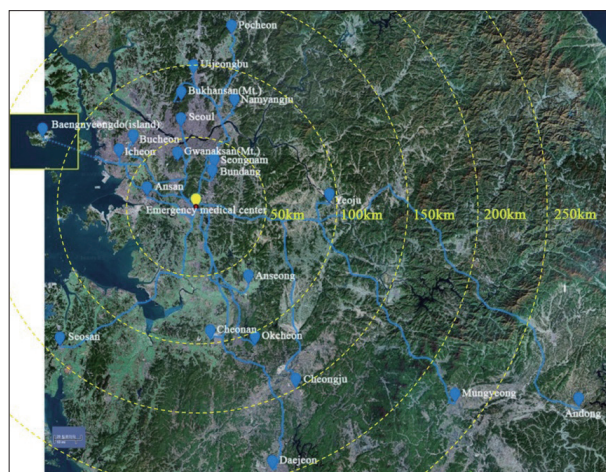 Pocheon
Uijeongbu
Bukhansan(Mt.)
Namyangju
Seoul
Baengnyeongdo(island)
Bucheon
Icheon
Gwanaksan(Mt.)
Seongnam
Bundang
Ansan
Yeoju
Emergency medical center
50km
100km
150km
200km
250km
Anseong
Cheonan
Okcheon
Seosan
Cheongju
Mungyeong
Andong
Daejeon